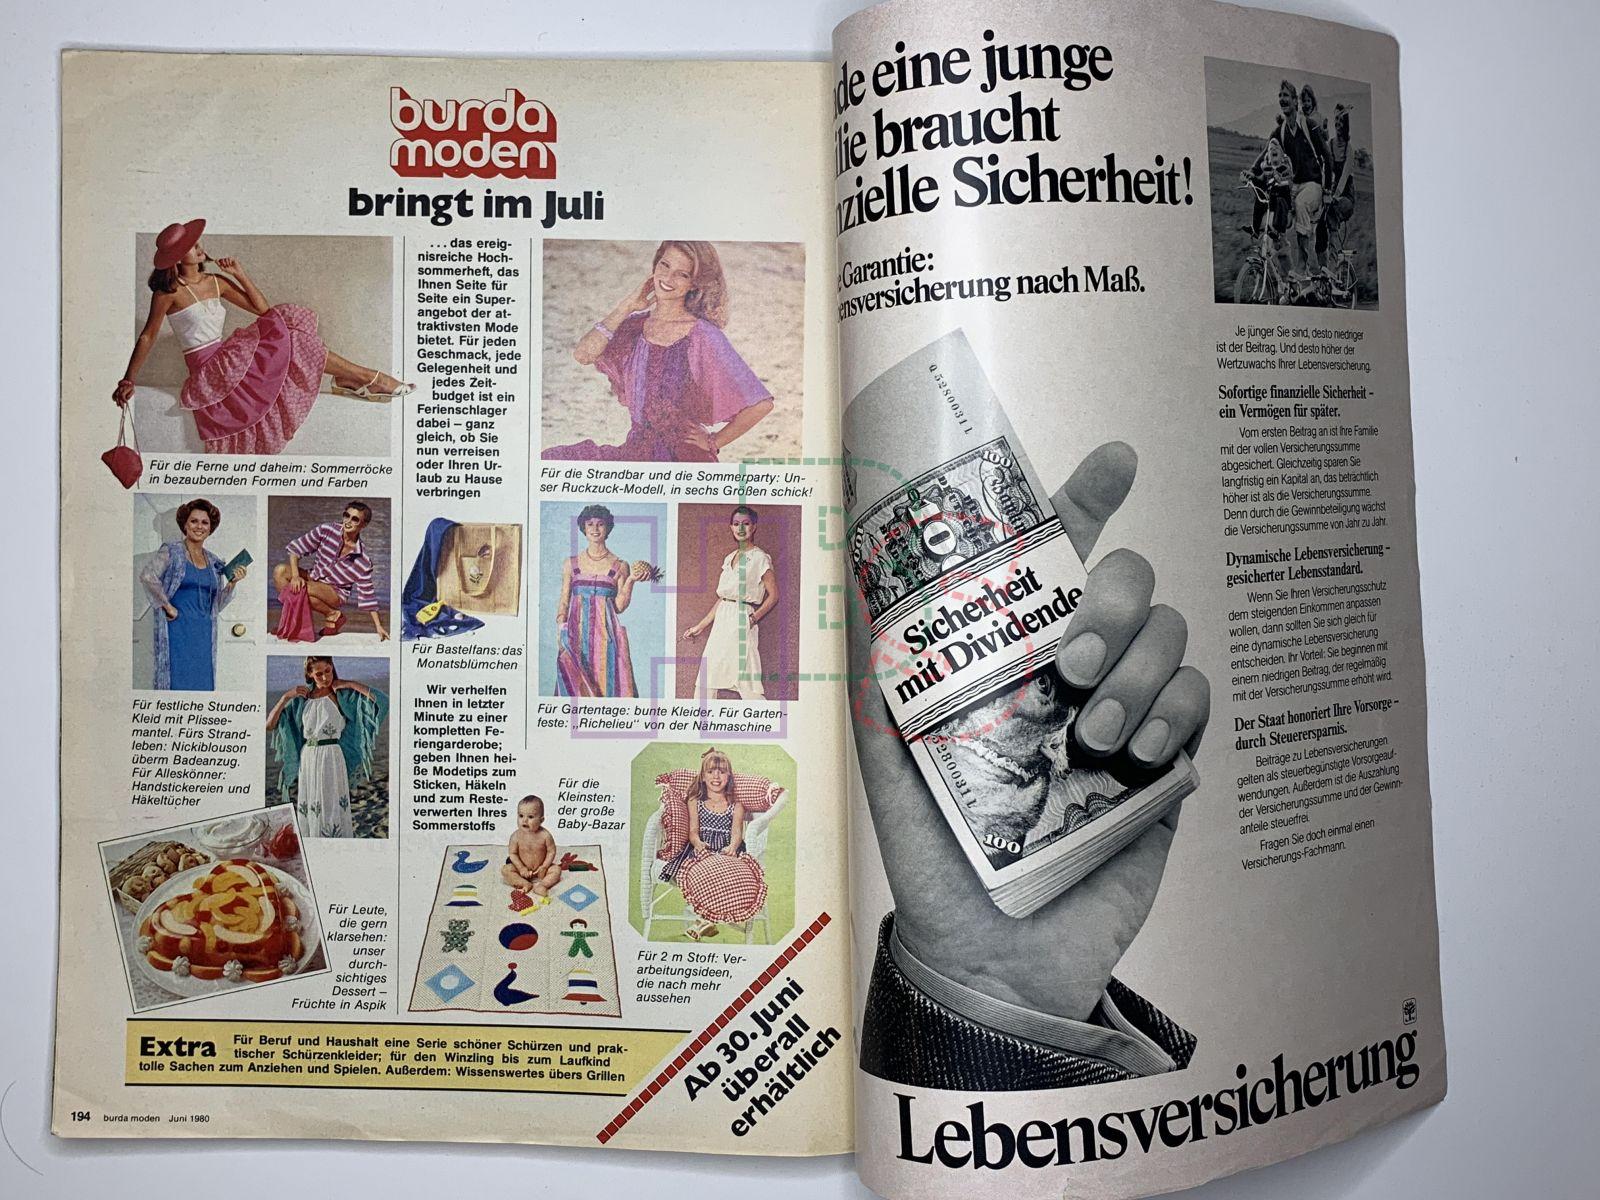 burda
moden
bringt im Juli
... das ereig-
nisreiche Hoch-
sommerheft, das
Ihnen Seite für
Seite ein Super-
angebot der at-
traktivsten Mode
bietet. Für jeden
Geschmack, jede
Gelegenheit und
jedes Zeit-
budget ist ein
Ferienschlager
dabei – ganz
gleich, ob Sie
nun verreisen
oder Ihren Ur-
laub zu Hause
verbringen
Für die Ferne und daheim: Sommerröcke
in bezaubernden Formen und Farben
Für die Strandbar und die Sommerparty: Un-
ser Ruckzuck-Modell, in sechs Größen schick!
Für Bastelfans: das
Monatsblümchen
Für festliche Stunden:
Kleid mit Plissee-
mantel. Fürs Strand-
leben: Nickiblouson
überm Badeanzug.
Für Alleskönner:
Handstickereien und
Häkeltücher
Wir verhelfen
Ihnen in letzter
Minute zu einer
kompletten Fe-
riengarderobe;
geben Ihnen hei-
ße Modetips zum
Sticken, Häkeln
und zum Reste-
verwerten Ihres
Sommerstoffs
Für Gartentage: bunte Kleider. Für Garten-
feste: „Richelieu“ von der Nähmaschine
Für die
Kleinsten:
der große
Baby-Bazar
Für Leute,
die gern
klarsehen:
unser
durch-
sichtiges
Dessert –
Früchte in Aspik
Für 2 m Stoff: Ver-
arbeitungsideen,
die nach mehr
aussehen
Extra Für Beruf und Haushalt eine Serie schöner Schürzen und prak-
tischer Schürzenkleider; für den Winzling bis zum Laufkind
tolle Sachen zum Anziehen und Spielen. Außerdem: Wissenswertes übers Grillen
Ab 30. Juni
überall
erhältlich
194 burda moden Juni 1980
de eine junge
lie braucht
nzielle Sicherheit!
Garantie:
ensversicherung nach Maß.
Q 5280031 L
100
100
Sicherheit
mit Dividende
5280031 L
100
Je jünger Sie sind, desto niedriger
ist der Beitrag. Und desto höher der
Wertzuwachs Ihrer Lebensversicherung.
Sofortige finanzielle Sicherheit –
ein Vermögen für später.
Vom ersten Beitrag an ist Ihre Familie
mit der vollen Versicherungssumme
abgesichert. Gleichzeitig sparen Sie
langfristig ein Kapital an, das beträchtlich
höher ist als die Versicherungssumme.
Denn durch die Gewinnbeteiligung wächst
die Versicherungssumme von Jahr zu Jahr.
Dynamische Lebensversicherung –
gesicherter Lebensstandard.
Wenn Sie Ihren Versicherungsschutz
dem steigenden Einkommen anpassen
wollen, dann sollten Sie sich gleich für
eine dynamische Lebensversicherung
entscheiden. Ihr Vorteil: Sie beginnen mit
einem niedrigen Beitrag, der regelmäßig
mit der Versicherungssumme erhöht wird.
Der Staat honoriert Ihre Vorsorge –
durch Steuerersparnis.
Beiträge zu Lebensversicherungen
gelten als steuerbegünstigte Vorsorgeauf-
wendungen. Außerdem ist die Auszahlung
der Versicherungssumme und der Gewinn-
anteile steuerfrei.
Fragen Sie doch einmal einen
Versicherungs-Fachmann.
Lebensversicherung